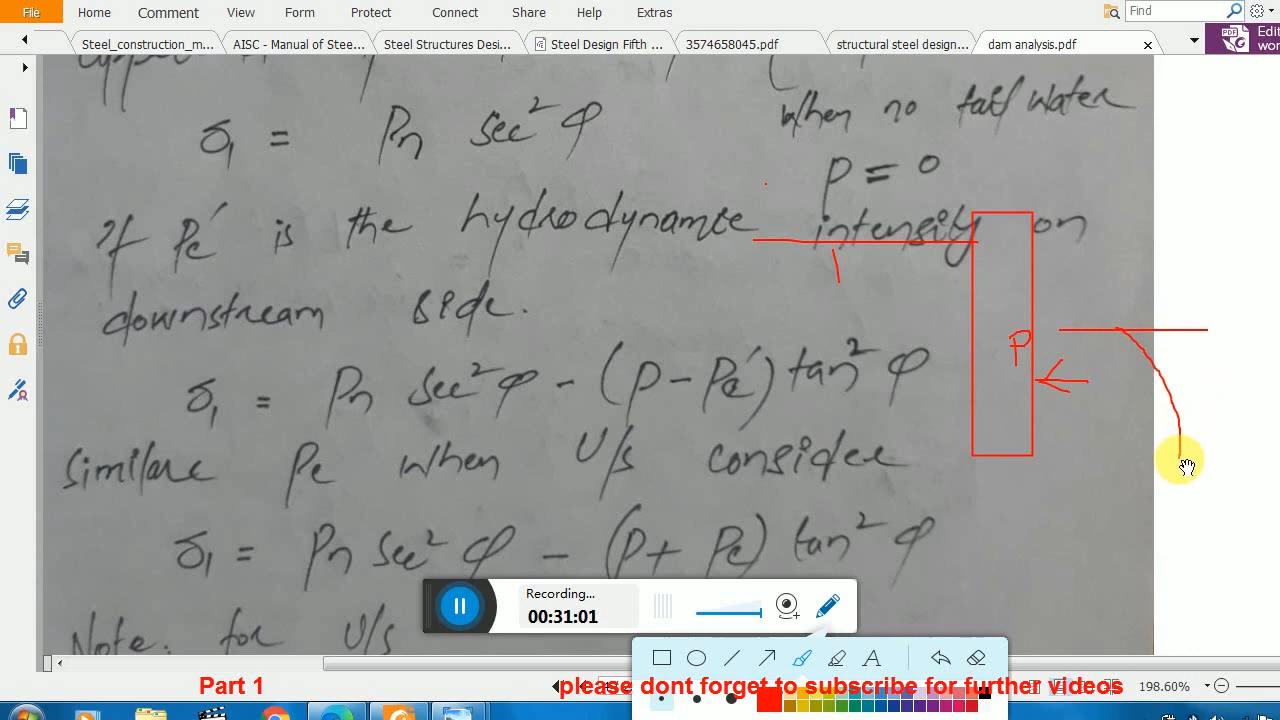 File Home Comment View Form Protect Connect Share Help Extras Find
Steel_construction_m... AISC - Manual of Stee... Steel Structures Desi... Steel Design Fifth ... 3574658045.pdf structural steel design... dam analysis.pdf Edit
wor
When no tail water
σ₁ = Pn sec² φ
P = 0
If Pe' is the hydrodynamic intensity on
downstream side.
P
σ₁ = Pn sec² φ - (P - Pe') tan² φ
Similare Pe when U/s consider
σ₁ = Pn sec² φ - (P + Pe) tan² φ
Recording...
00:31:01
Note: for U/s
A
Part 1 please dont forget to subscribe for further videos
198.60%